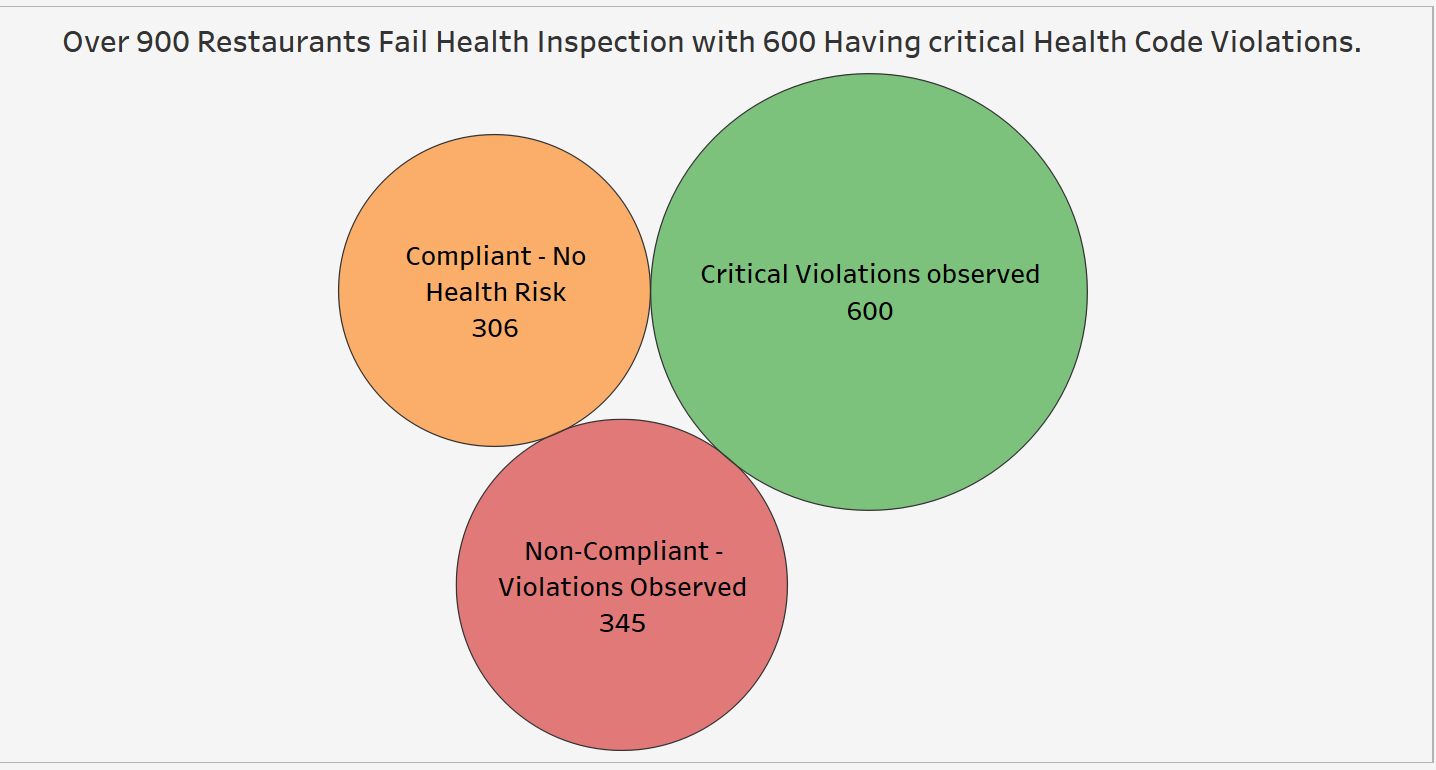 Over 900 Restaurants Fail Health Inspection with 600 Having critical Health Code Violations.
Compliant - No
Health Risk
306
Critical Violations observed
600
Non-Compliant -
Violations Observed
345